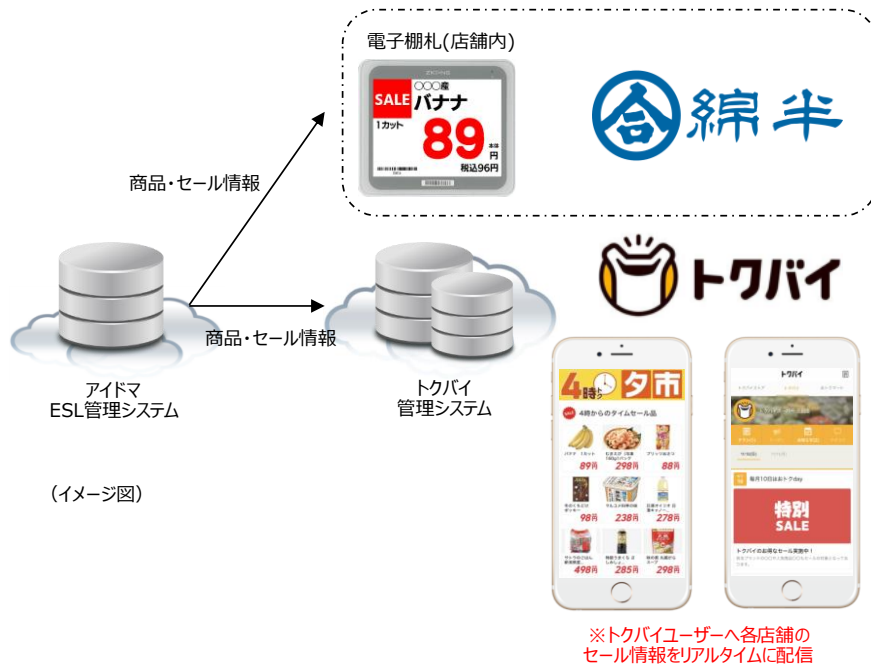 電子棚札(店舗内)
SALE
○○○産
バナナ
1カット
89
本体
円
税込96円
合
綿半
商品・セール情報
トクバイ
商品・セール情報
アイドマ
ESL管理システム
トクバイ
管理システム
(イメージ図)
4時 夕市
SALE 4時からのタイムセール品
バナナ 1カット
89円
298円
88円
98円
238円
278円
498円
285円
298円
トクバイ
毎月10日はおトクday
特別
SALE
トクバイのお得なセール実施中!
※トクバイユーザーへ各店舗の
セール情報をリアルタイムに配信